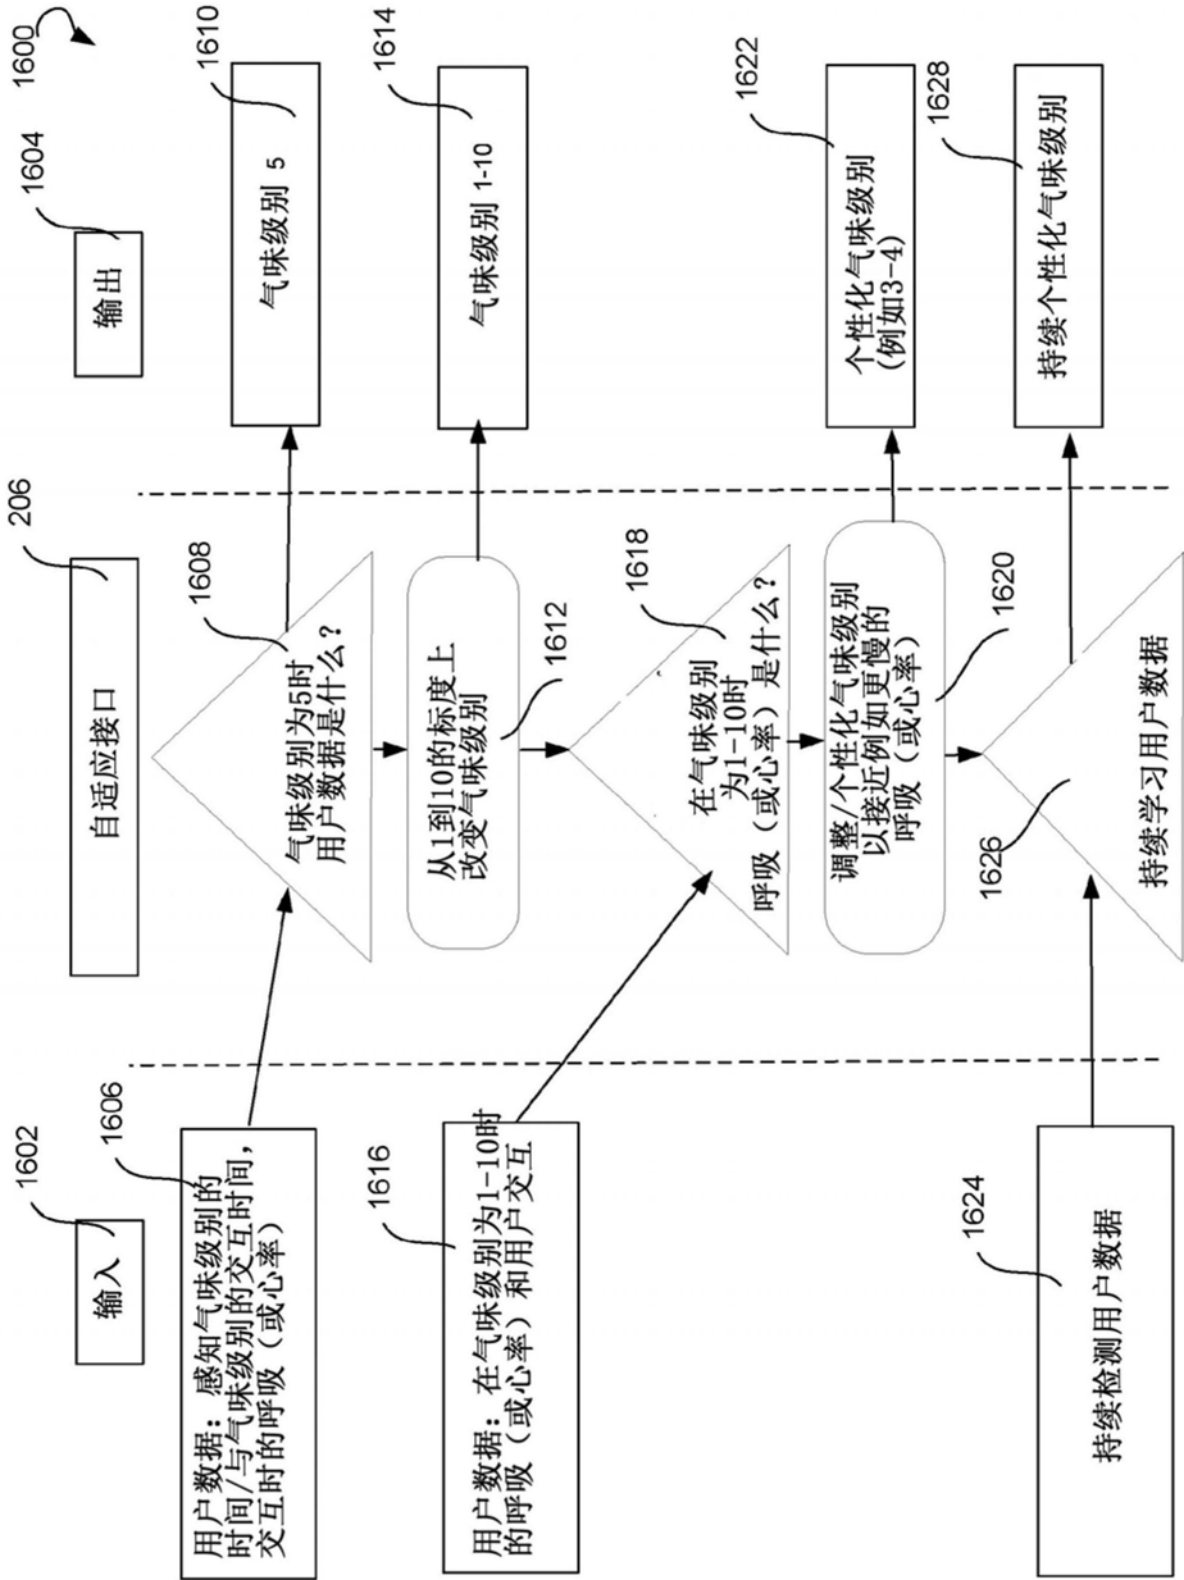 1600
1602
输入
206
自适应接口
1604
输出
1606
用户数据：感知气味级别的
时间/与气味级别的交互时间，
交互时的呼吸（或心率）
1608
气味级别为5时
用户数据是什么？
1610
气味级别 5
1612
从1到10的标度上
改变气味级别
1614
气味级别 1-10
1616
用户数据：在气味级别为1-10时
的呼吸（或心率）和用户交互
1618
在气味级别
为1-10时
呼吸（或心率）是什么？
1620
调整/个性化气味级别
以接近例如更慢的
呼吸（或心率）
1622
个性化气味级别
(例如3-4)
1624
持续检测用户数据
1626
持续学习用户数据
1628
持续个性化气味级别